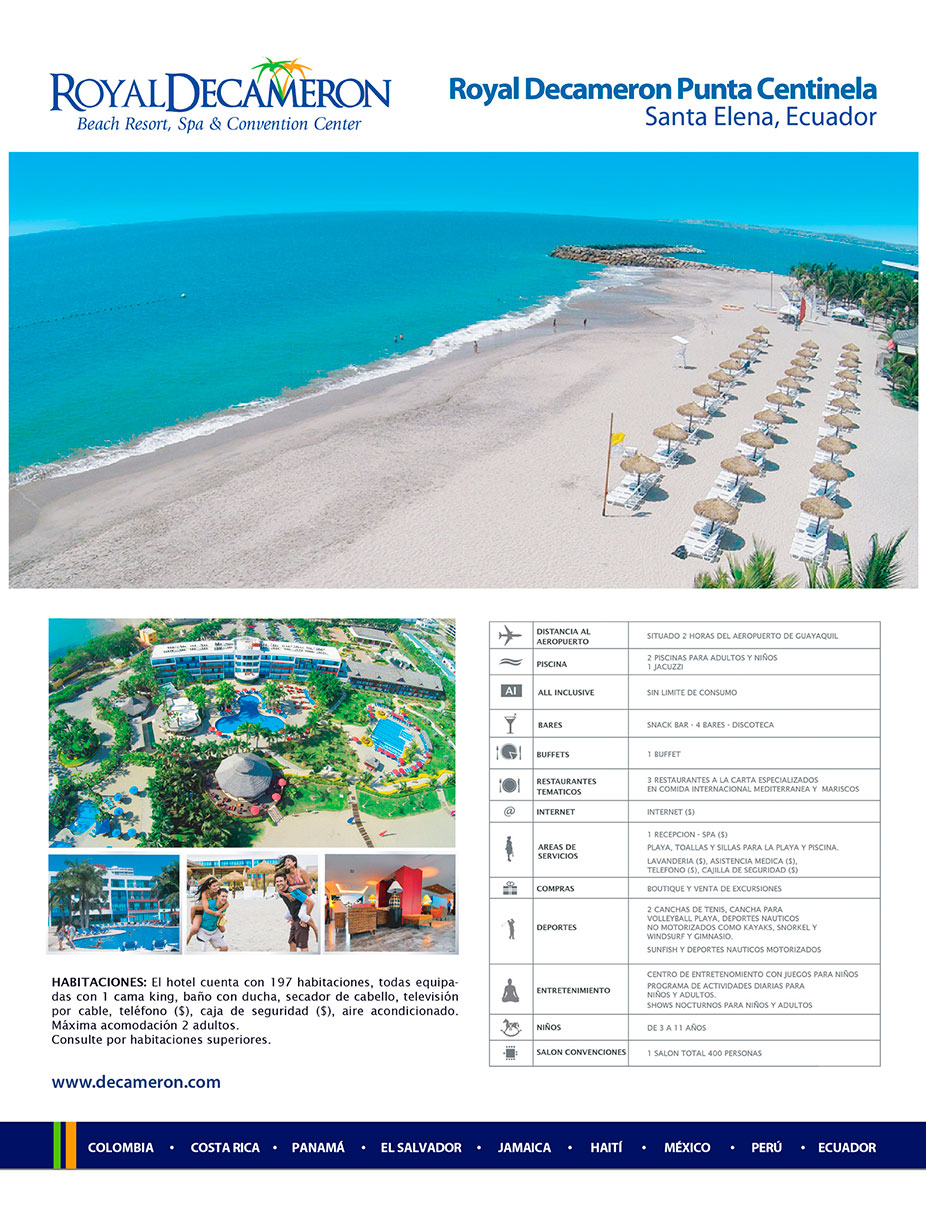 ROYALDECAMERON
Beach Resort, Spa & Convention Center
Royal Decameron Punta Centinela
Santa Elena, Ecuador
DISTANCIA AL
AEROPUERTO
SITUADO 2 HORAS DEL AEROPUERTO DE GUAYAQUIL
PISCINA
2 PISCINAS PARA ADULTOS Y NIÑOS
1 JACUZZI
AI
ALL INCLUSIVE
SIN LIMITE DE CONSUMO
BARES
SNACK BAR - 4 BARES - DISCOTECA
BUFFETS
1 BUFFET
RESTAURANTES
TEMATICOS
3 RESTAURANTES A LA CARTA ESPECIALIZADOS
EN COMIDA INTERNACIONAL MEDITERRANEA Y MARISCOS
@
INTERNET
INTERNET ($)
AREAS DE
SERVICIOS
1 RECEPCION - SPA ($)
PLAYA, TOALLAS Y SILLAS PARA LA PLAYA Y PISCINA.
LAVANDERIA ($), ASISTENCIA MEDICA ($),
TELEFONO ($), CAJILLA DE SEGURIDAD ($)
COMPRAS
BOUTIQUE Y VENTA DE EXCURSIONES
DEPORTES
2 CANCHAS DE TENIS, CANCHA PARA
VOLLEYBALL PLAYA, DEPORTES NAUTICOS
NO MOTORIZADOS COMO KAYAKS, SNORKEL Y
WINDSURF Y GIMNASIO.
SUNFISH Y DEPORTES NAUTICOS MOTORIZADOS
ENTRETENIMIENTO
CENTRO DE ENTRETENOMIENTO CON JUEGOS PARA NIÑOS
PROGRAMA DE ACTIVIDADES DIARIAS PARA
NIÑOS Y ADULTOS.
SHOWS NOCTURNOS PARA NIÑOS Y ADULTOS
NIÑOS
DE 3 A 11 AÑOS
SALON CONVENCIONES
1 SALON TOTAL 400 PERSONAS
HABITACIONES: El hotel cuenta con 197 habitaciones, todas equipa-
das con 1 cama king, baño con ducha, secador de cabello, televisión
por cable, teléfono ($), caja de seguridad ($), aire acondicionado.
Máxima acomodación 2 adultos.
Consulte por habitaciones superiores.
www.decameron.com
COLOMBIA • COSTA RICA • PANAMÁ • EL SALVADOR • JAMAICA • HAITÍ • MÉXICO • PERÚ • ECUADOR